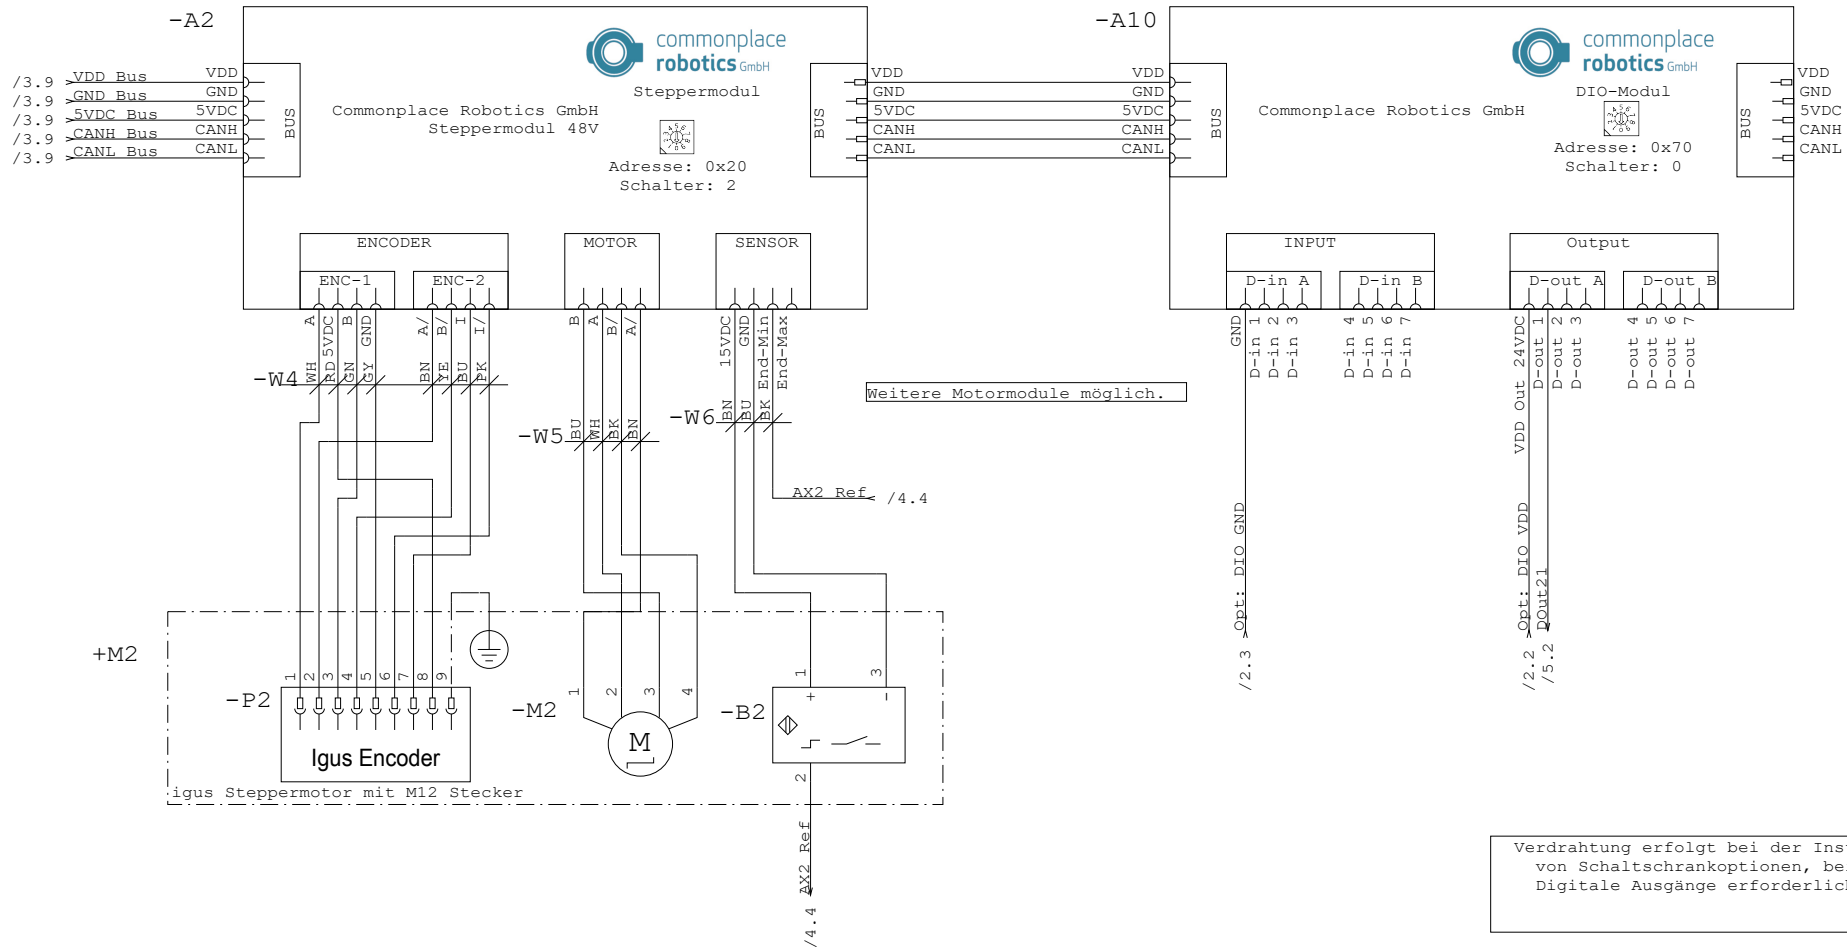 -A2
commonplace
robotics GmbH
Steppermodul
Commonplace Robotics GmbH
Steppermodul 48V
Adresse: 0x20
Schalter: 2
/3.9 VDD Bus VDD
/3.9 GND Bus GND
/3.9 5VDC Bus 5VDC
/3.9 CANH Bus CANH
/3.9 CANL Bus CANL
BUS
BUS
VDD VDD
GND GND
5VDC 5VDC
CANH CANH
CANL CANL
-A10
commonplace
robotics GmbH
DIO-Modul
Commonplace Robotics GmbH
Adresse: 0x70
Schalter: 0
BUS
BUS
VDD
GND
5VDC
CANH
CANL
ENCODER
ENC-1 ENC-2
MOTOR
SENSOR
INPUT
D-in A D-in B
Output
D-out A D-out B
A
5VDC
B
GND
A/
B/
I
I/
B
A
B/
A/
15VDC
GND
End-Min
End-Max
GND
D-in 1
D-in 2
D-in 3
D-in 4
D-in 5
D-in 6
D-in 7
VDD Out 24VDC
D-out 1
D-out 2
D-out 3
D-out 4
D-out 5
D-out 6
D-out 7
-W4
WH
RD
GN
GY
BN
YE
BU
PK
-W5
BU
WH
BK
BN
-W6
BN
BU
BK
Weitere Motormodule möglich.
AX2 Ref /4.4
Opt: DIO GND
/2.3
Opt: DIO VDD
/2.2
DOut21
/5.2
+M2
-P2
1 2 3 4 5 6 7 8 9
Igus Encoder
-M2
1 2 3 4
M
-B2
1 3
+ -
2
igus Steppermotor mit M12 Stecker
AX2 Ref
/4.4
Verdrahtung erfolgt bei der Ins
von Schaltschrankoptionen, be
Digitale Ausgänge erforderlic